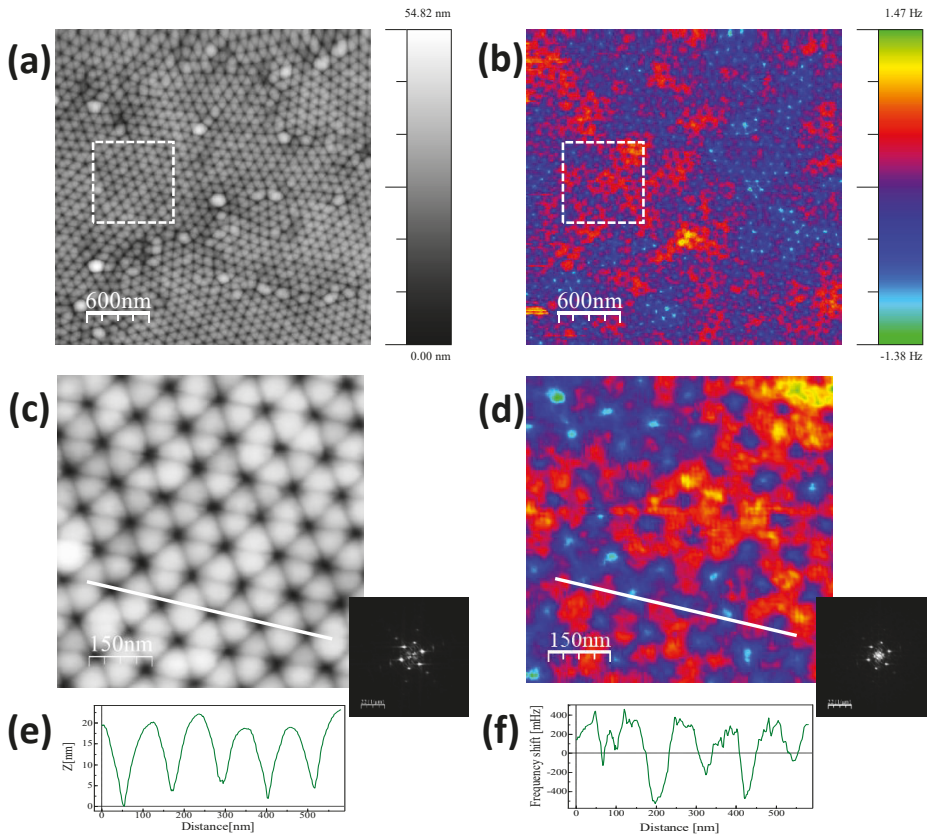 54.82 nm
1.47 Hz
(a)
(b)
600nm
600nm
0.00 nm
-1.38 Hz
(c)
(d)
150nm
150nm
(e)
(f)
Z[nm]
20
15
10
5
0
0
100
200
300
400
500
Distance[nm]
Frequency shift [mHz]
400
200
0
-200
-400
0
100
200
300
400
500
Distance [nm]